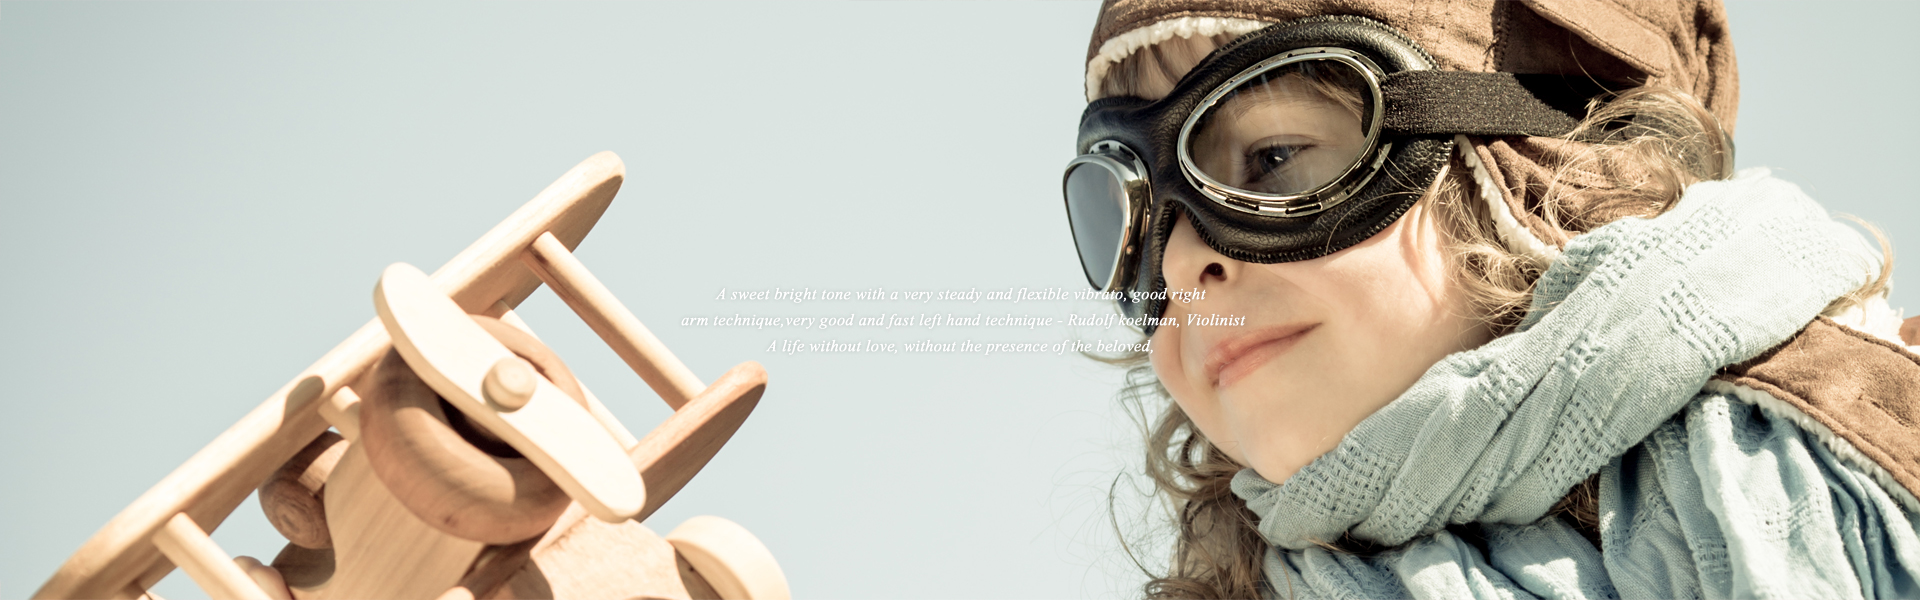 A sweet bright tone with a very steady and flexible vibrato, good right
arm technique,very good and fast left hand technique - Rudolf koelman, Violinist
A life without love, without the presence of the beloved,